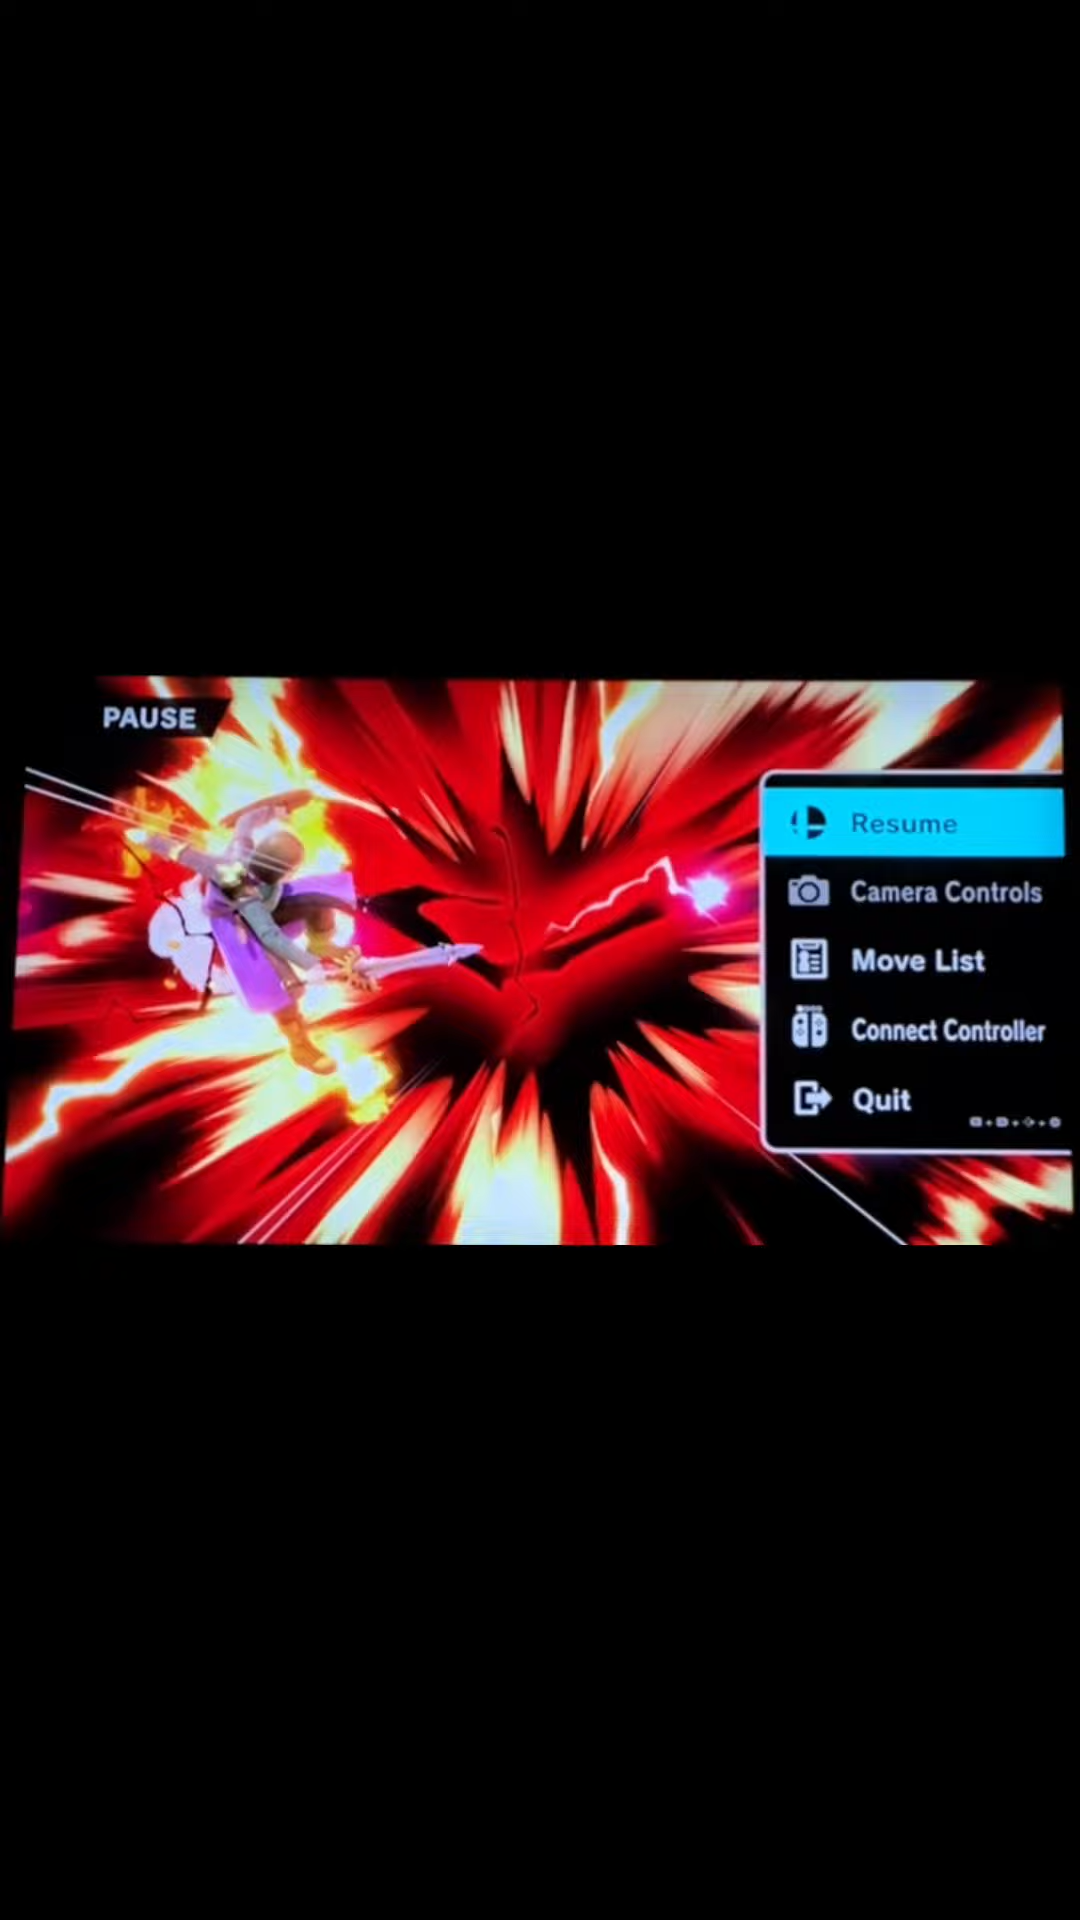 PAUSE
Resume
Camera Controls
Move List
Connect Controller
Quit